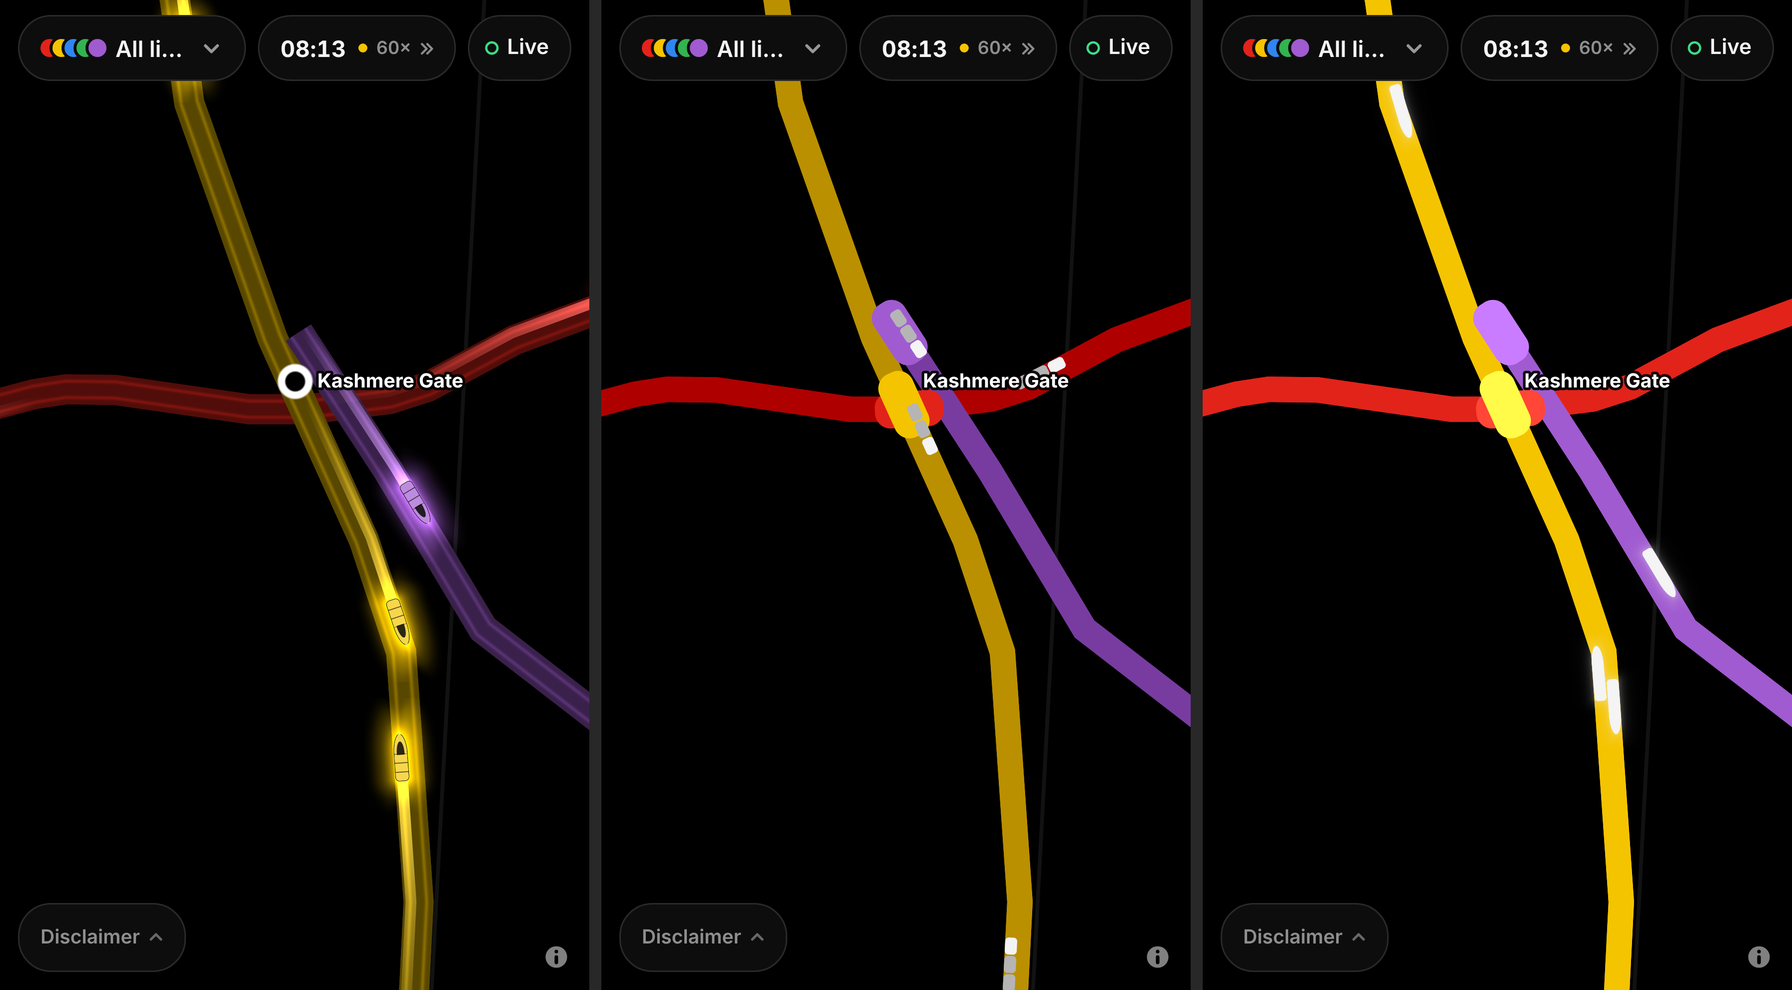 All li...
08:13
60×
Live
All li...
08:13
60×
Live
All li...
08:13
60×
Live
Kashmere Gate
Kashmere Gate
Kashmere Gate
Disclaimer
Disclaimer
Disclaimer